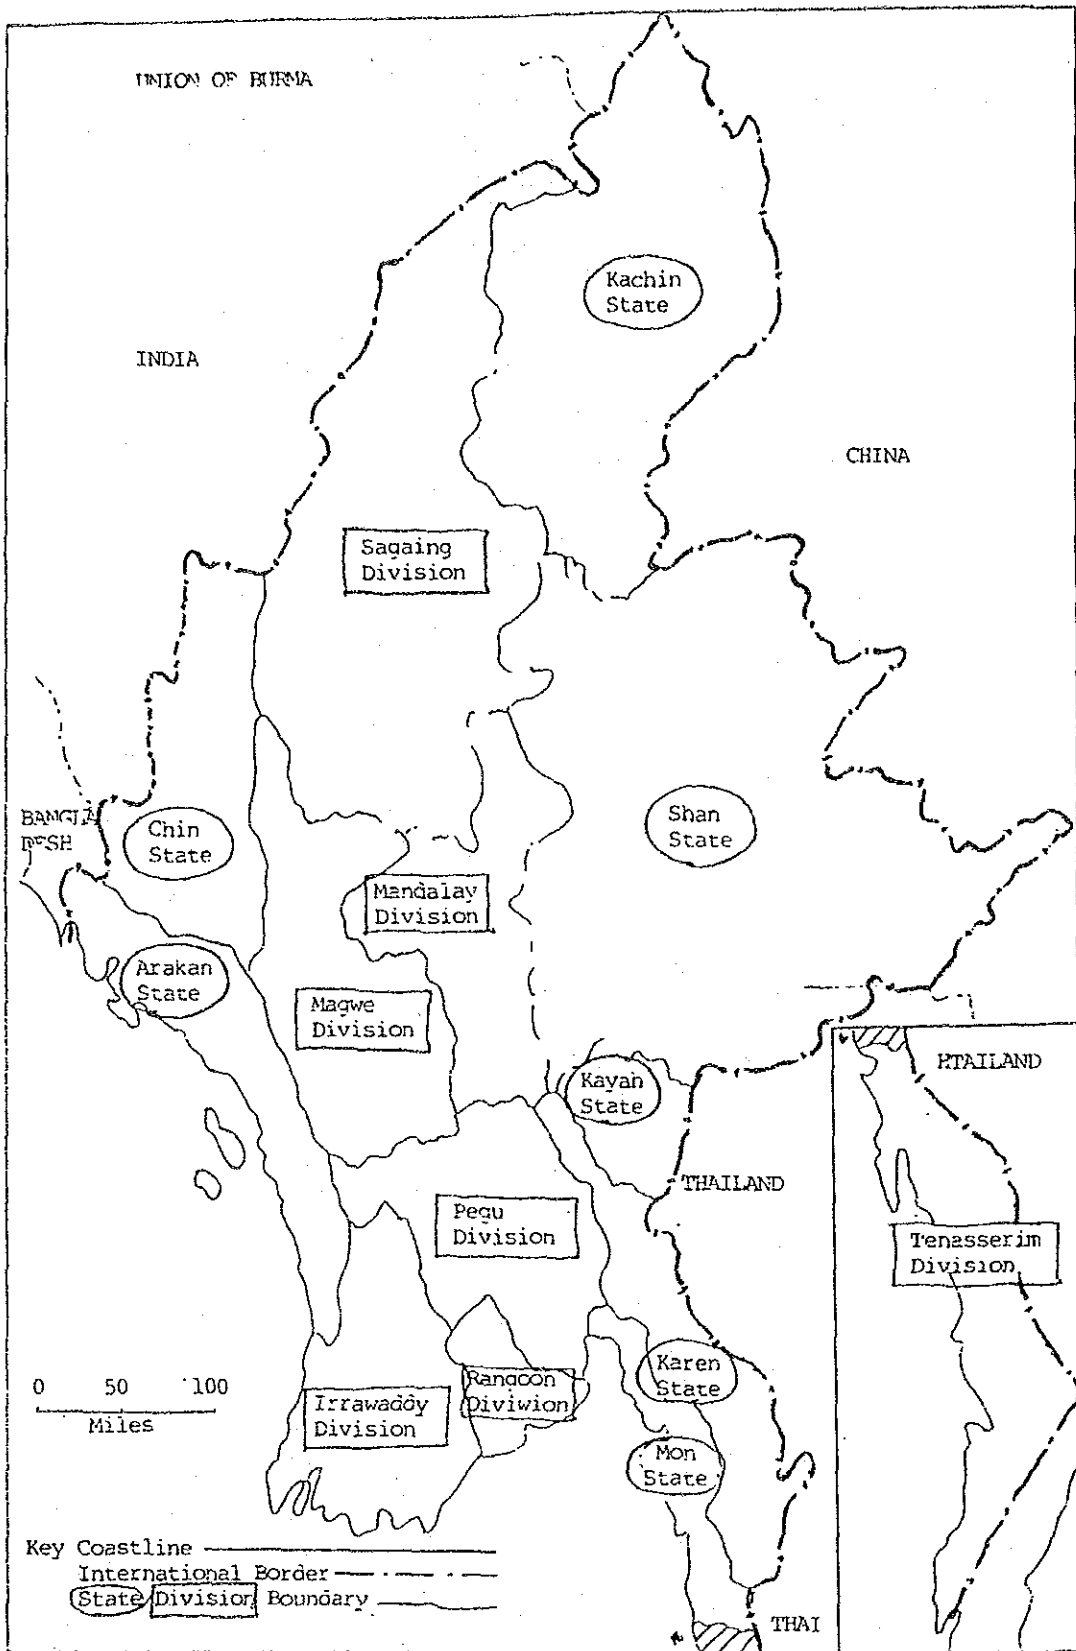 UNION OF BURMA
Kachin
State
INDIA
CHINA
Sagaing
Division
BANGLA
DESH
Chin
State
Shan
State
Mandalay
Division
Arakan
State
Magwe
Division
Kayah
State
HTAILAND
THAILAND
Pegu
Division
Tenasserim
Division
Karen
State
Rangoon
Diviwion
0 50 100
Miles
Irrawaddy
Division
Mon
State
Key Coastline
International Border
State/Division Boundary
THAI